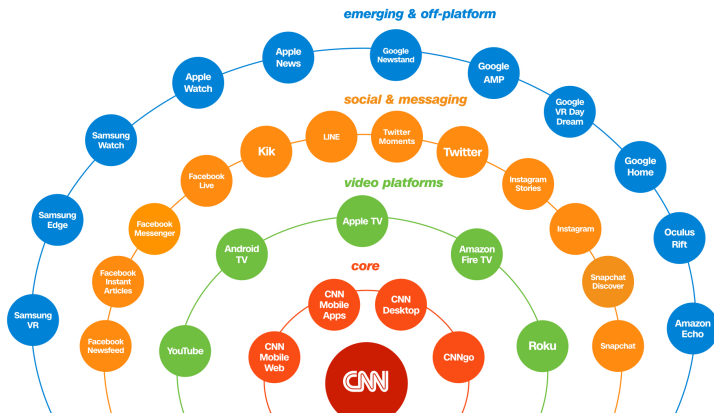 emerging & off-platform
Apple
News
Google
Newstand
Google
AMP
Apple
Watch
Google
VR Day
Dream
Samsung
Watch
Google
Home
Samsung
Edge
Oculus
Rift
Samsung
VR
Amazon
Echo
social & messaging
LINE
Twitter
Moments
Kik
Twitter
Facebook
Live
Instagram
Stories
Facebook
Messenger
Instagram
Facebook
Instant
Articles
Snapchat
Discover
Facebook
Newsfeed
Snapchat
video platforms
Apple TV
Android
TV
Amazon
Fire TV
YouTube
Roku
core
CNN
Mobile
Apps
CNN
Desktop
CNN
Mobile
Web
CNNgo
CNN